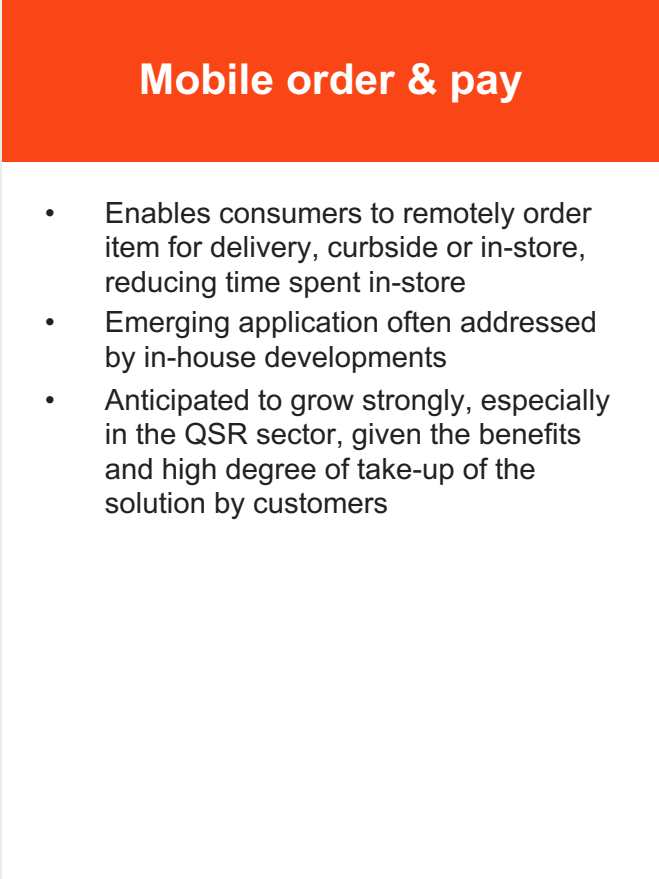 Mobile order & pay
• Enables consumers to remotely order
item for delivery, curbside or in-store,
reducing time spent in-store
• Emerging application often addressed
by in-house developments
• Anticipated to grow strongly, especially
in the QSR sector, given the benefits
and high degree of take-up of the
solution by customers